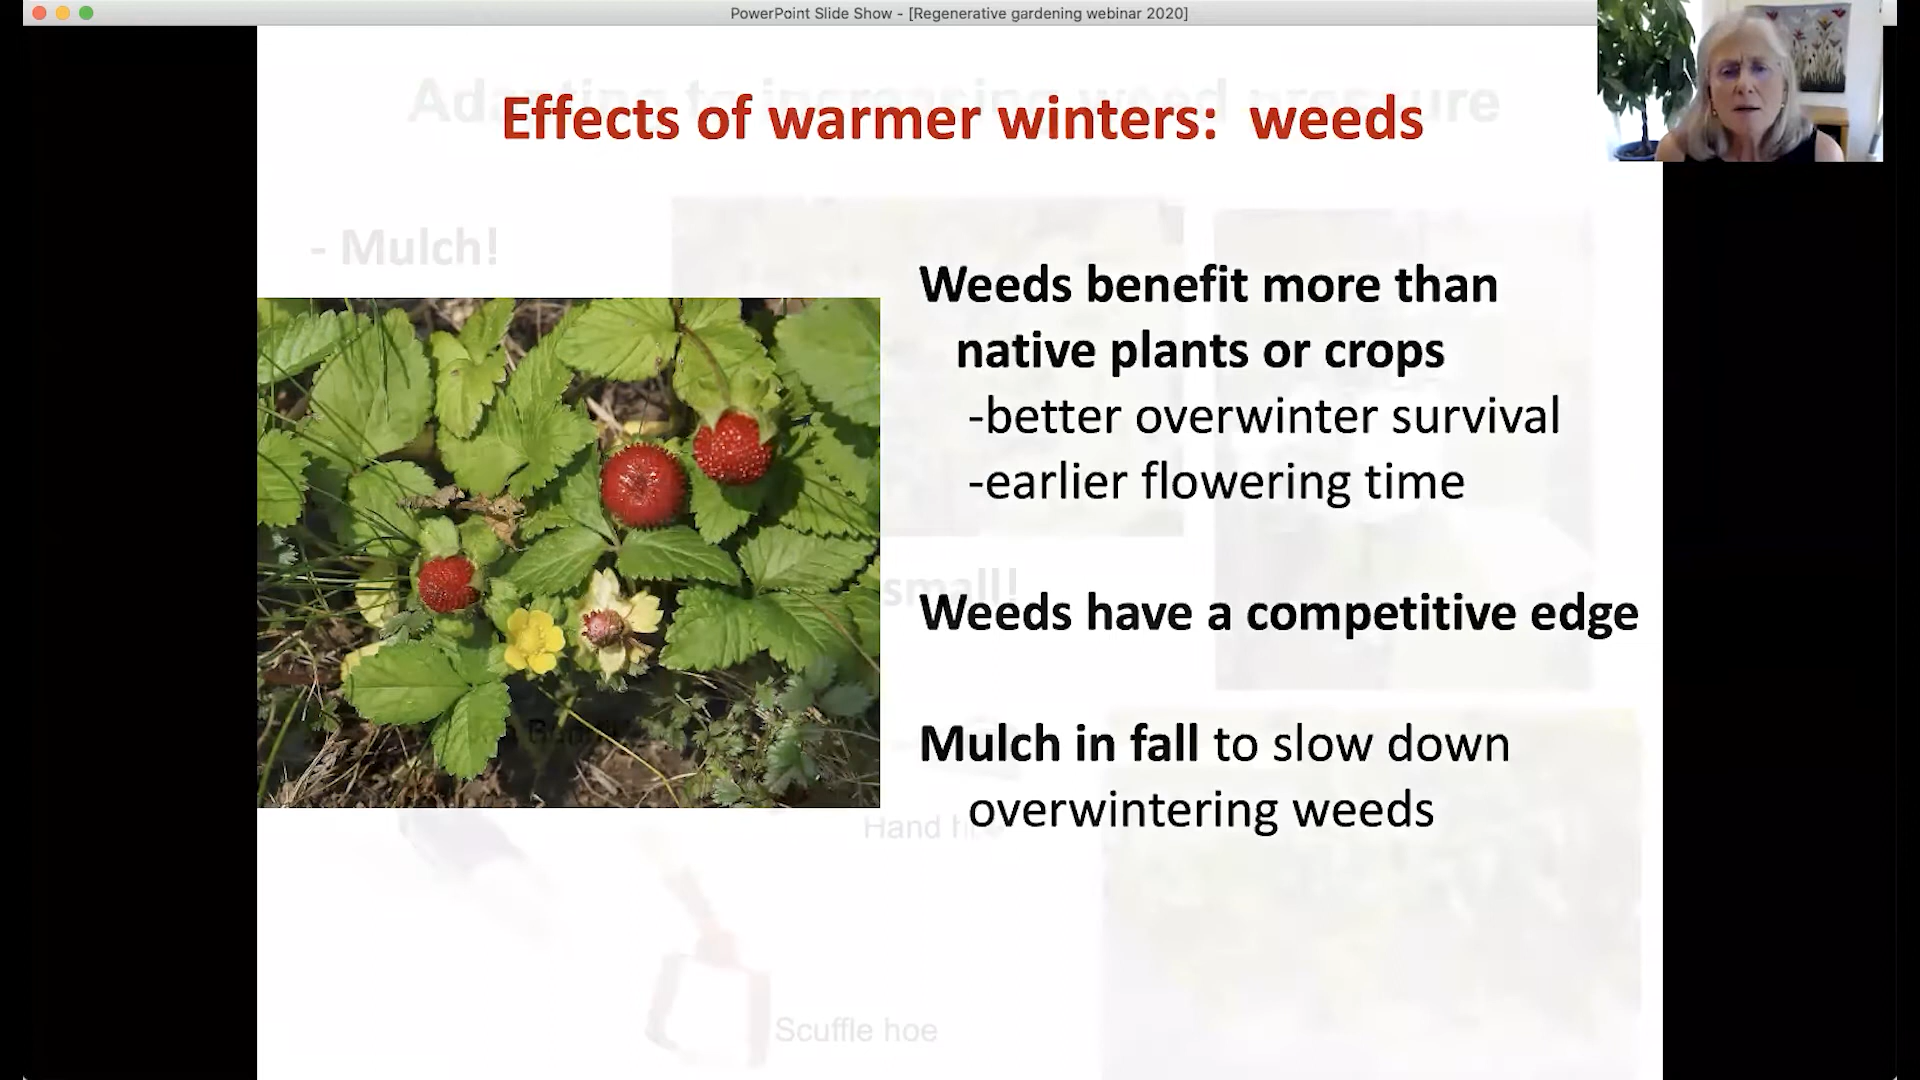 PowerPoint Slide Show - [Regenerative gardening webinar 2020]
Effects of warmer winters:  weeds
- Mulch!
Weeds benefit more than
native plants or crops
-better overwinter survival
-earlier flowering time
small!
Weeds have a competitive edge
Mulch in fall to slow down
overwintering weeds
Hand
Scuffle hoe